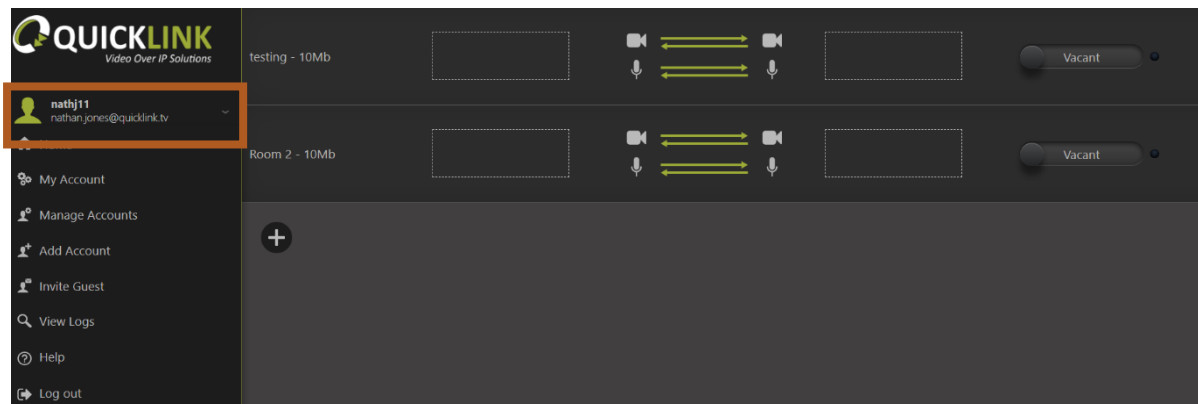 QUICKLINK
Video Over IP Solutions
nathj11
nathan.jones@quicklink.tv
My Account
Manage Accounts
Add Account
Invite Guest
View Logs
Help
Log out
testing - 10Mb
Vacant
Room 2 - 10Mb
Vacant